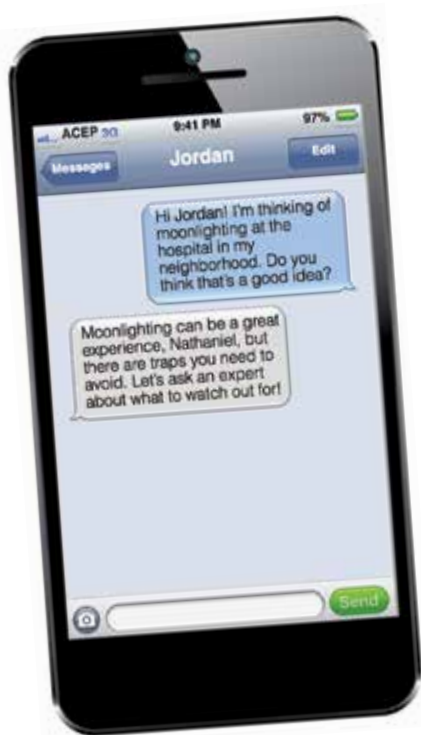 ACEP 3G 9:41 PM 97%
Messages Jordan Edit
Hi Jordan! I'm thinking of
moonlighting at the
hospital in my
neighborhood. Do you
think that's a good idea?
Moonlighting can be a great
experience, Nathaniel, but
there are traps you need to
avoid. Let's ask an expert
about what to watch out for!
Send